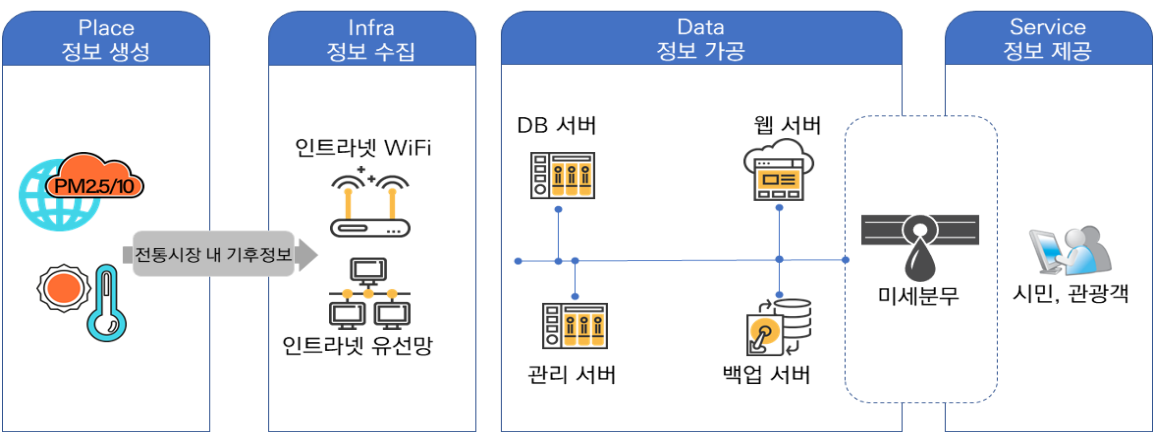 Place
정보 생성
Infra
정보 수집
Data
정보 가공
Service
정보 제공
PM2.5/10
전통시장 내 기후정보
인트라넷 WiFi
인트라넷 유선망
DB 서버
웹 서버
관리 서버
백업 서버
미세분무
시민, 관광객